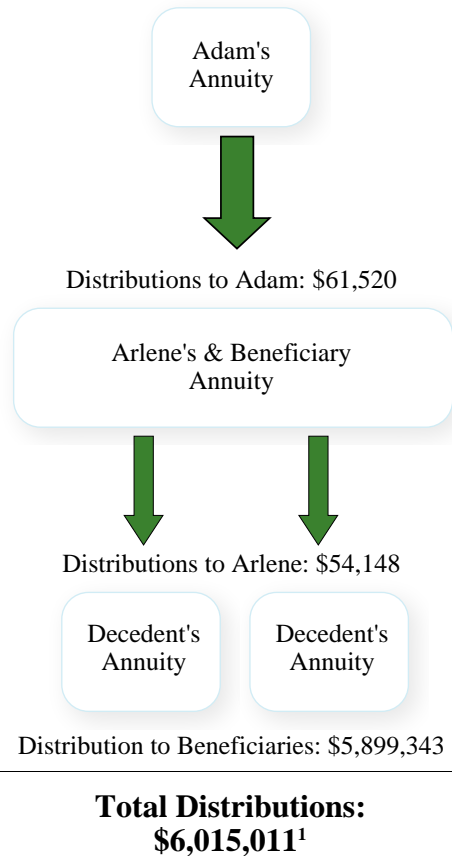 Adam's
Annuity
Distributions to Adam: $61,520
Arlene's & Beneficiary
Annuity
Distributions to Arlene: $54,148
Decedent's
Annuity
Decedent's
Annuity
Distribution to Beneficiaries: $5,899,343
Total Distributions:
$6,015,011¹